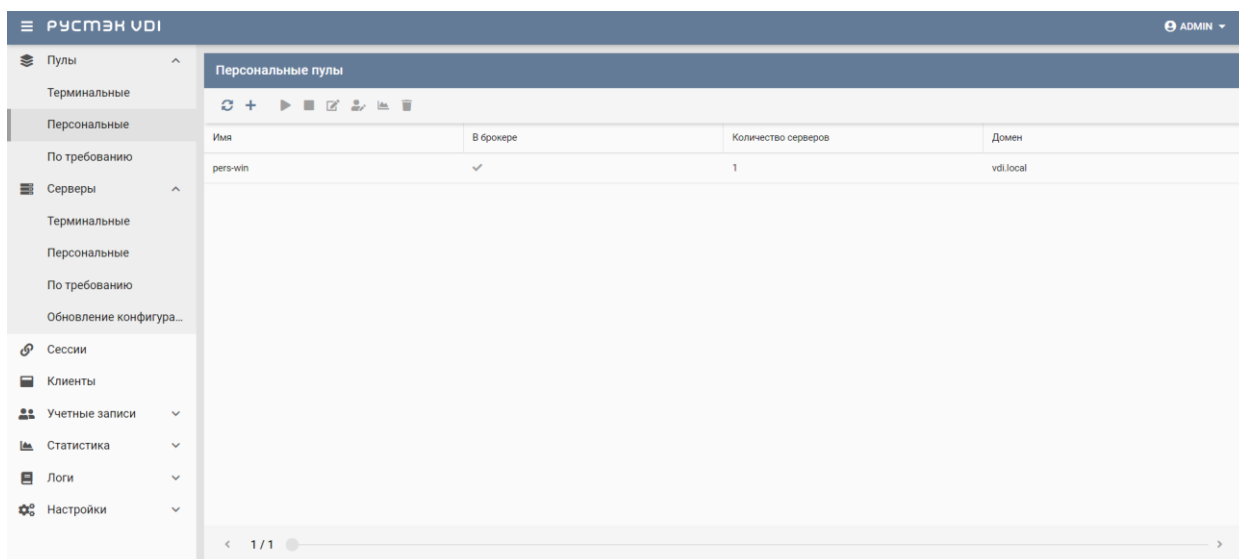 РУСТЭК VDI
ADMIN
Пулы
Терминальные
Персональные
По требованию
Серверы
Терминальные
Персональные
По требованию
Обновление конфигура...
Сессии
Клиенты
Учетные записи
Статистика
Логи
Настройки
Персональные пулы
Имя В брокере Количество серверов Домен
pers-win 1 vdi.local
1 / 1